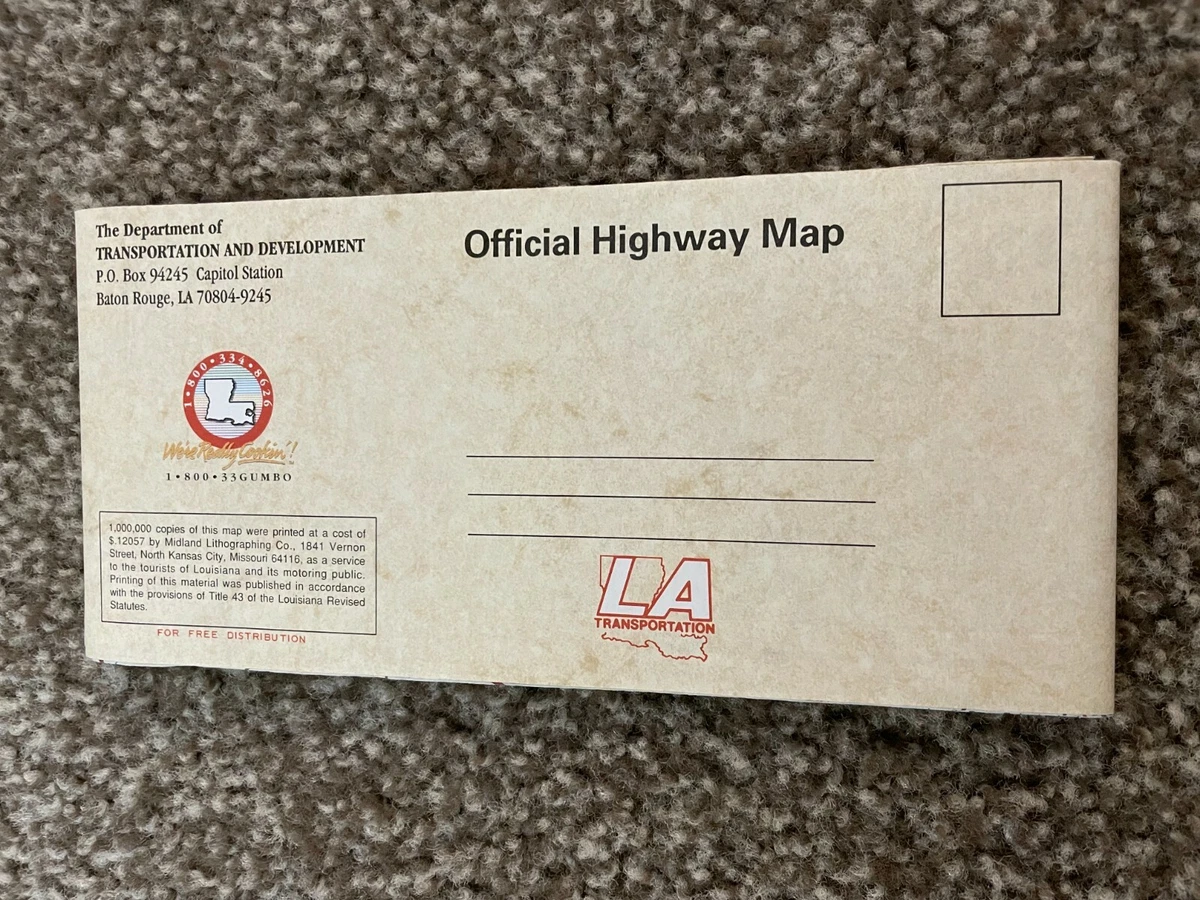 The Department of
TRANSPORTATION AND DEVELOPMENT
P.O. Box 94245 Capitol Station
Baton Rouge, LA 70804-9245
Official Highway Map
1•800•334•8626
We're Really Cookin'!
1•800•33GUMBO
1,000,000 copies of this map were printed at a cost of
$.12057 by Midland Lithographing Co., 1841 Vernon
Street, North Kansas City, Missouri 64116, as a service
to the tourists of Louisiana and its motoring public.
Printing of this material was published in accordance
with the provisions of Title 43 of the Louisiana Revised
Statutes.
FOR FREE DISTRIBUTION
LA
TRANSPORTATION